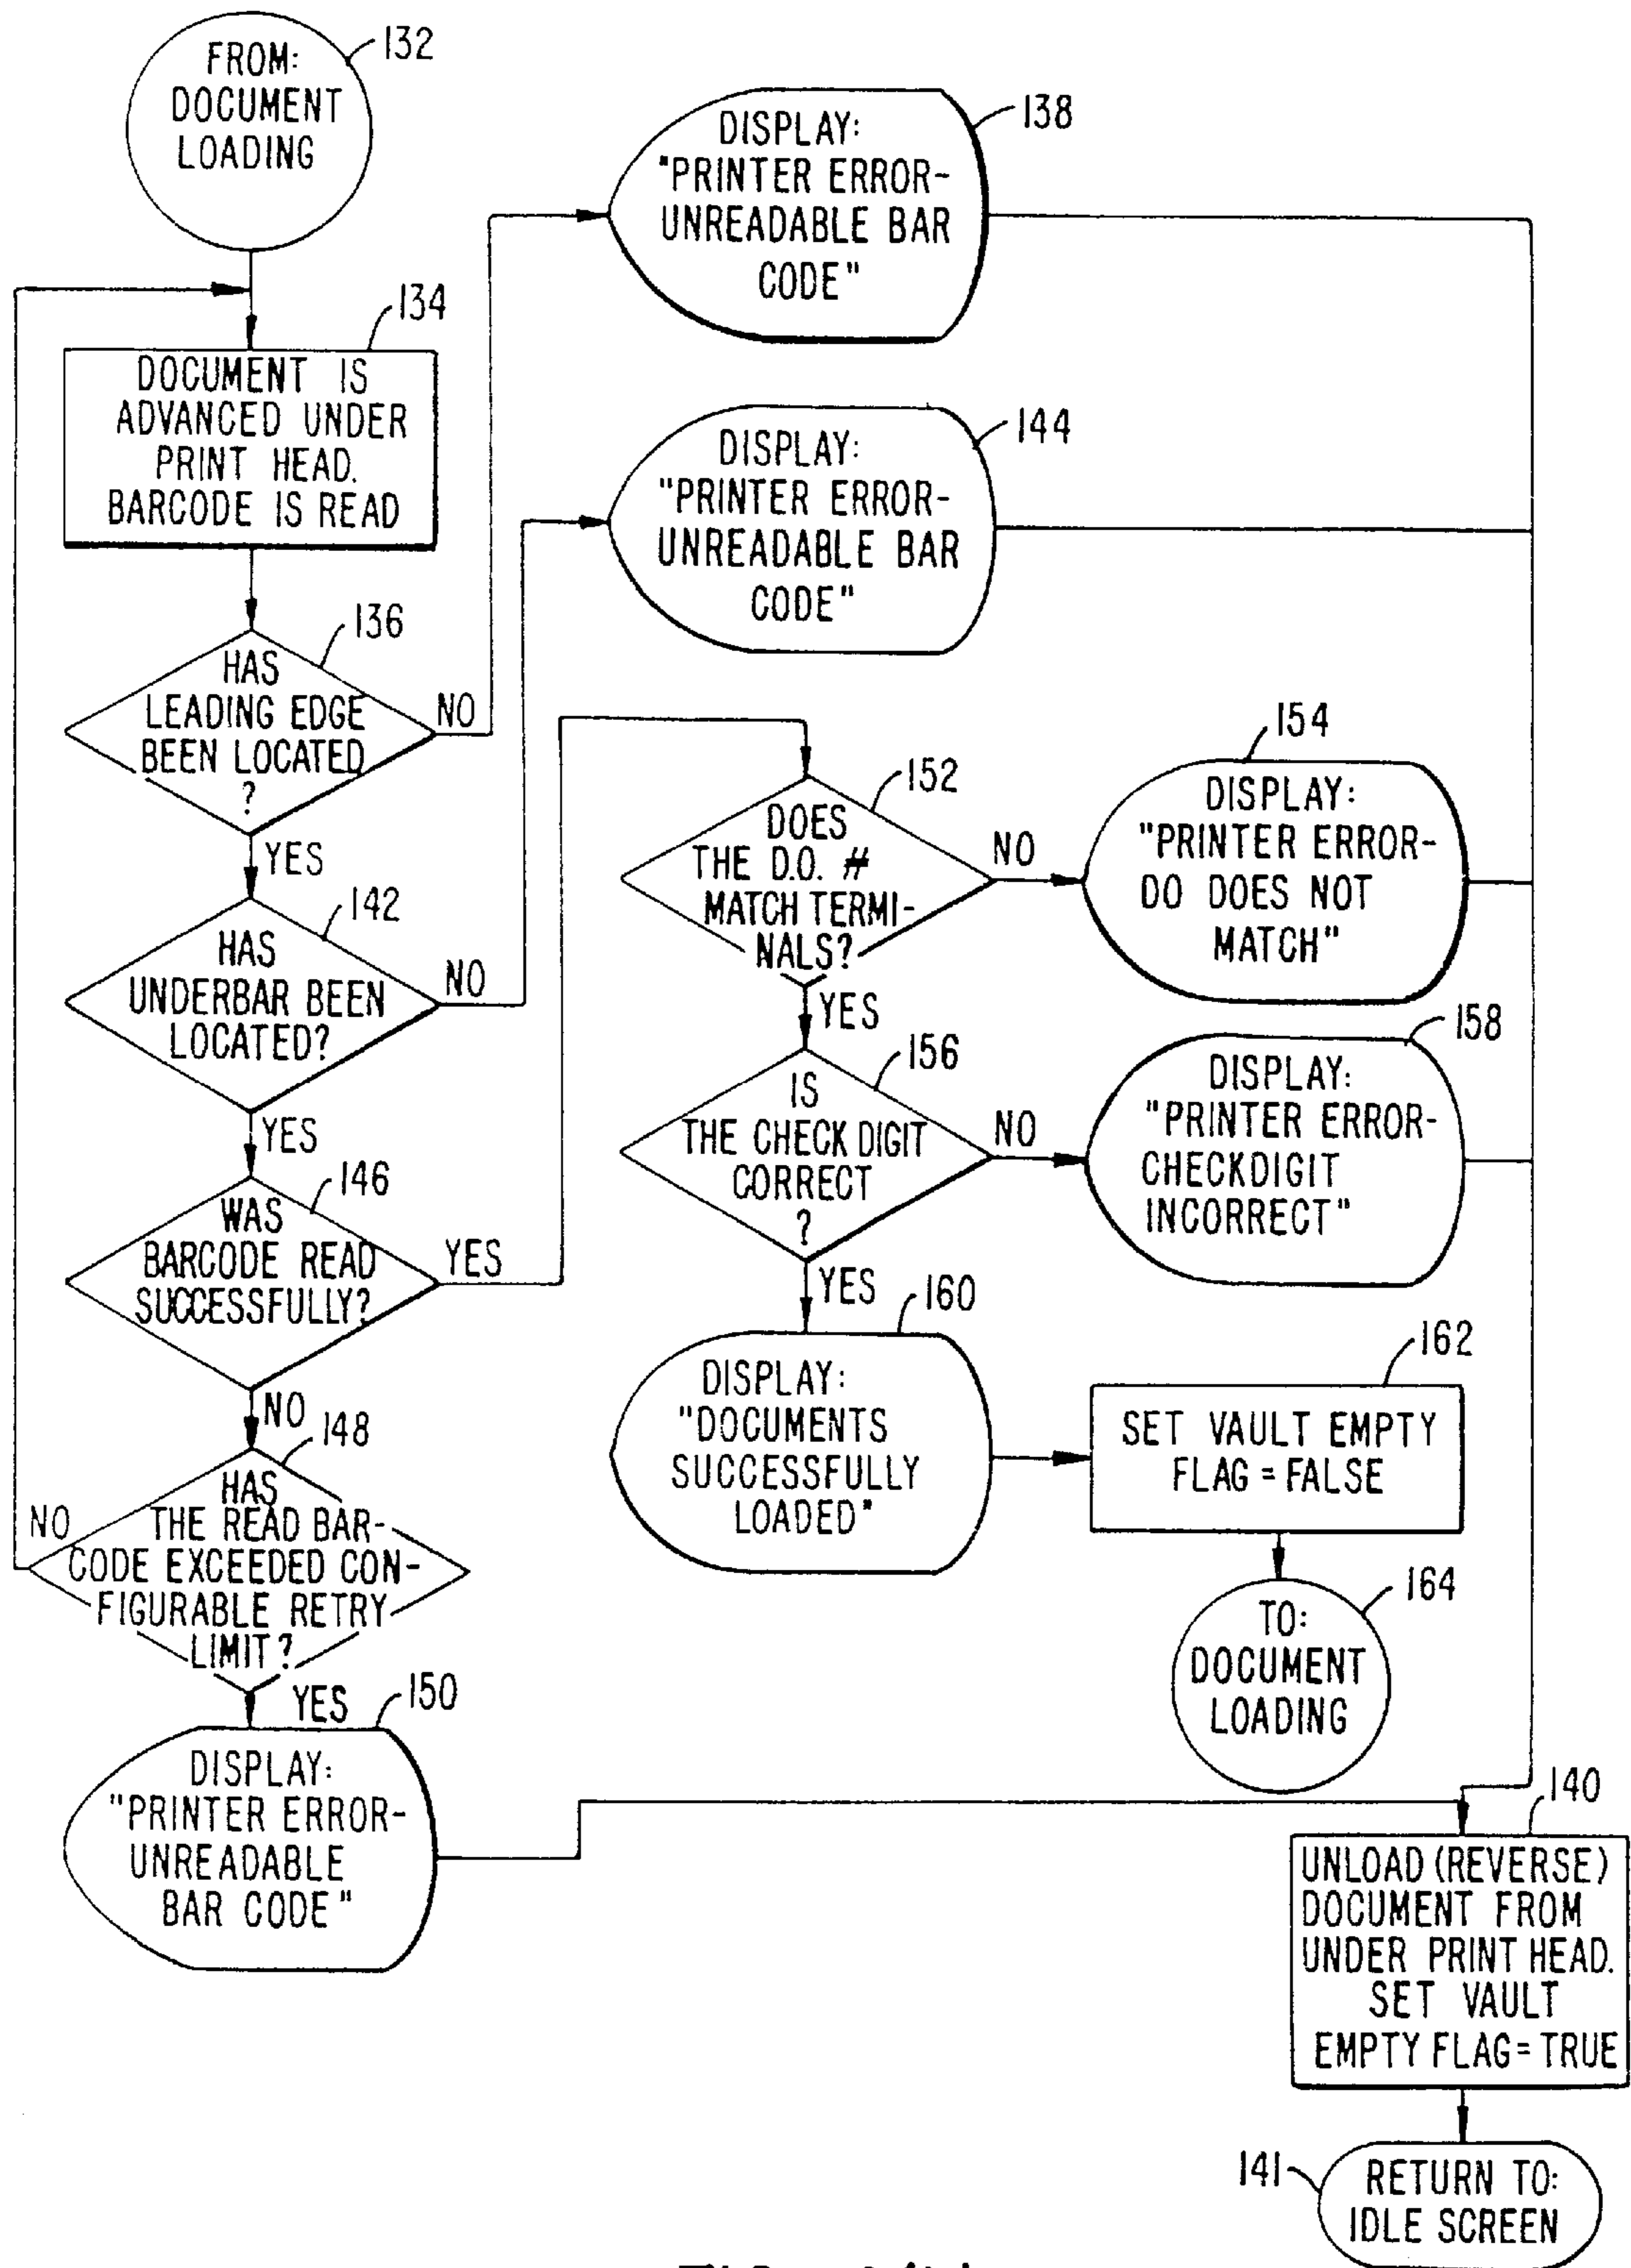 FROM:
DOCUMENT
LOADING
132
134
DOCUMENT IS
ADVANCED UNDER
PRINT HEAD.
BARCODE IS READ
136
HAS
LEADING EDGE
BEEN LOCATED
?
NO
YES
138
DISPLAY:
"PRINTER ERROR-
UNREADABLE BAR
CODE"
142
HAS
UNDERBAR BEEN
LOCATED?
NO
YES
144
DISPLAY:
"PRINTER ERROR-
UNREADABLE BAR
CODE"
146
WAS
BARCODE READ
SUCCESSFULLY?
YES
NO
148
HAS
THE READ BAR-
CODE EXCEEDED CON-
FIGURABLE RETRY
LIMIT?
NO
YES
150
DISPLAY:
"PRINTER ERROR-
UNREADABLE
BAR CODE"
152
DOES
THE D.O. #
MATCH TERMI-
NALS?
NO
YES
154
DISPLAY:
"PRINTER ERROR-
DO DOES NOT
MATCH"
156
IS
THE CHECK DIGIT
CORRECT
?
NO
YES
158
DISPLAY:
"PRINTER ERROR-
CHECKDIGIT
INCORRECT"
160
DISPLAY:
"DOCUMENTS
SUCCESSFULLY
LOADED"
162
SET VAULT EMPTY
FLAG = FALSE
164
TO:
DOCUMENT
LOADING
140
UNLOAD (REVERSE)
DOCUMENT FROM
UNDER PRINT HEAD.
SET VAULT
EMPTY FLAG = TRUE
141
RETURN TO:
IDLE SCREEN